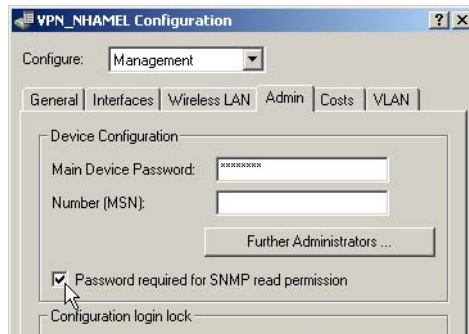 VPN_NHAMEL Configuration
Configure: Management
General Interfaces Wireless LAN Admin Costs VLAN
Device Configuration
Main Device Password: ********
Number (MSN):
Further Administrators ...
Password required for SNMP read permission
Configuration login lock